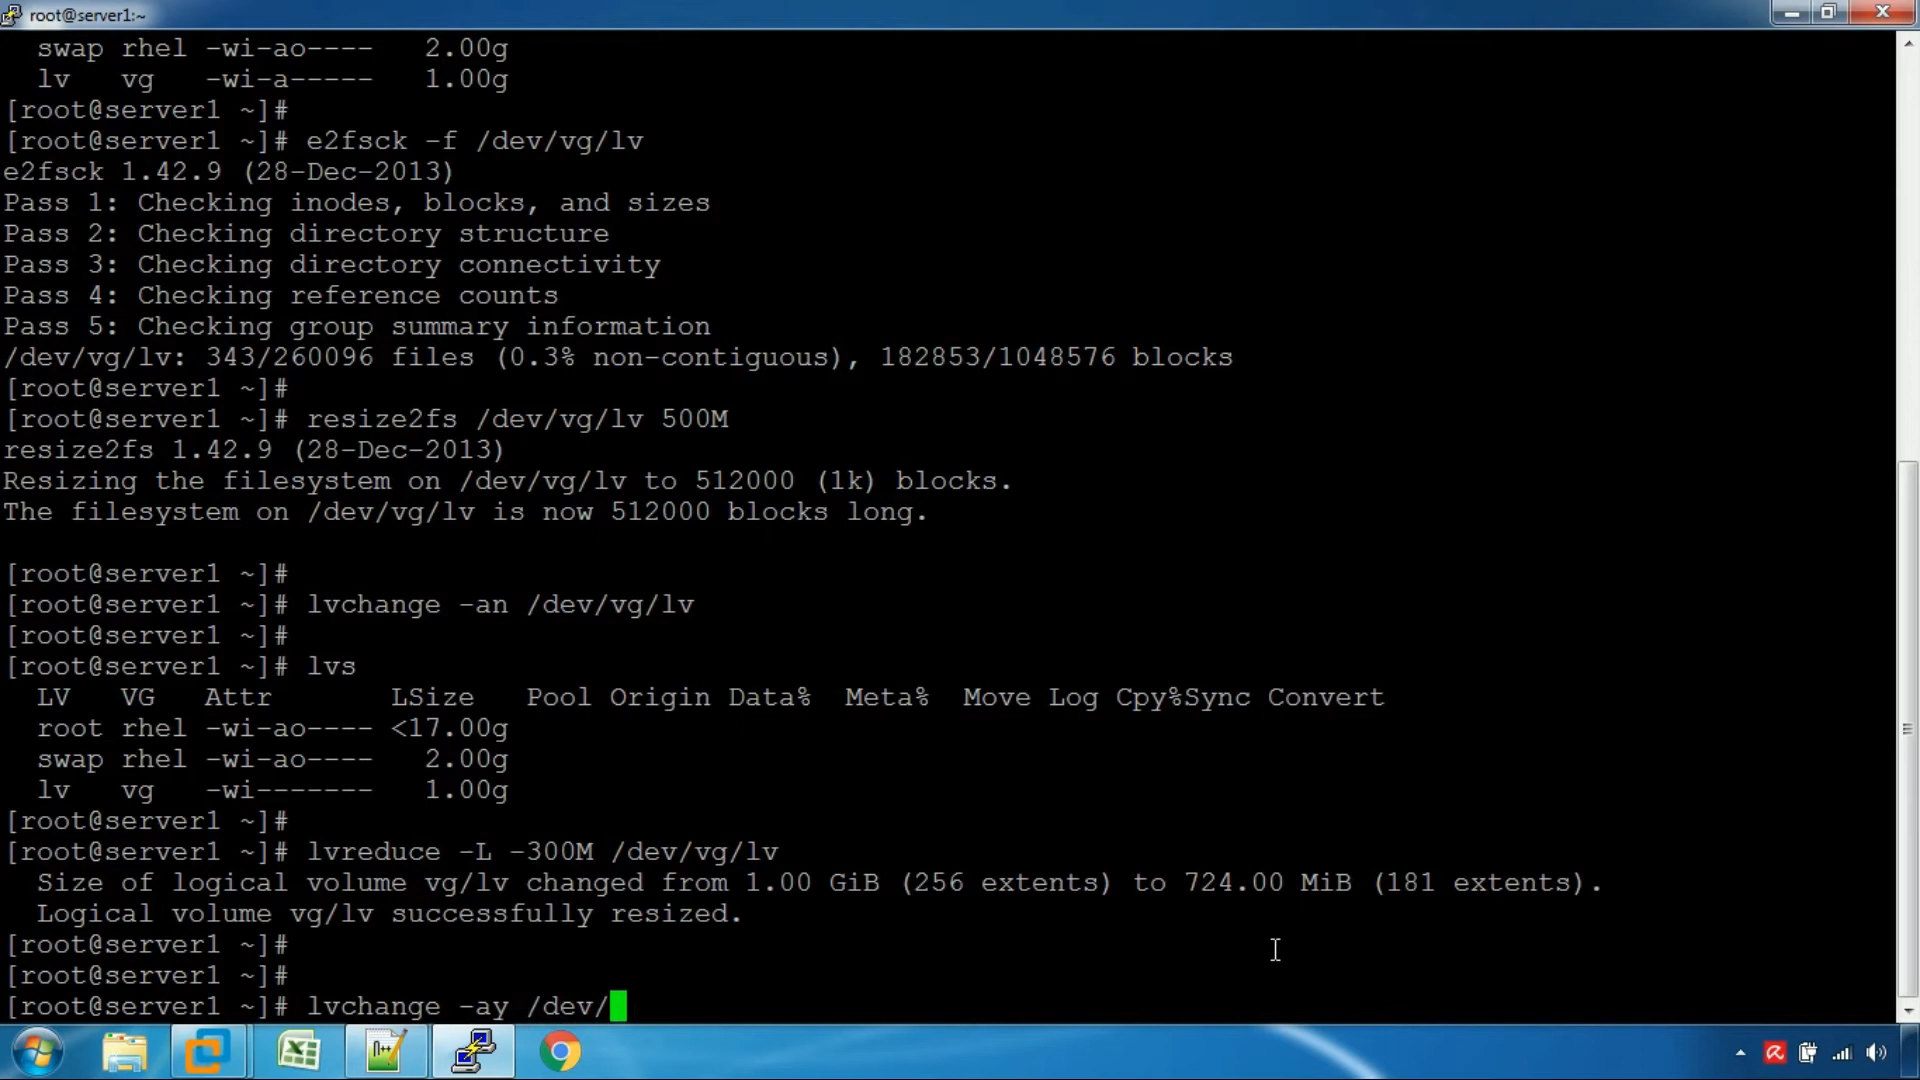 root@server1:~
swap rhel -wi-ao---- 2.00g
lv vg -wi-a----- 1.00g
[root@server1 ~]#
[root@server1 ~]# e2fsck -f /dev/vg/lv
e2fsck 1.42.9 (28-Dec-2013)
Pass 1: Checking inodes, blocks, and sizes
Pass 2: Checking directory structure
Pass 3: Checking directory connectivity
Pass 4: Checking reference counts
Pass 5: Checking group summary information
/dev/vg/lv: 343/260096 files (0.3% non-contiguous), 182853/1048576 blocks
[root@server1 ~]#
[root@server1 ~]# resize2fs /dev/vg/lv 500M
resize2fs 1.42.9 (28-Dec-2013)
Resizing the filesystem on /dev/vg/lv to 512000 (1k) blocks.
The filesystem on /dev/vg/lv is now 512000 blocks long.
[root@server1 ~]#
[root@server1 ~]# lvchange -an /dev/vg/lv
[root@server1 ~]#
[root@server1 ~]# lvs
LV VG Attr LSize Pool Origin Data% Meta% Move Log Cpy%Sync Convert
root rhel -wi-ao---- <17.00g
swap rhel -wi-ao---- 2.00g
lv vg -wi------- 1.00g
[root@server1 ~]#
[root@server1 ~]# lvreduce -L -300M /dev/vg/lv
Size of logical volume vg/lv changed from 1.00 GiB (256 extents) to 724.00 MiB (181 extents).
Logical volume vg/lv successfully resized.
[root@server1 ~]#
[root@server1 ~]#
[root@server1 ~]# lvchange -ay /dev/